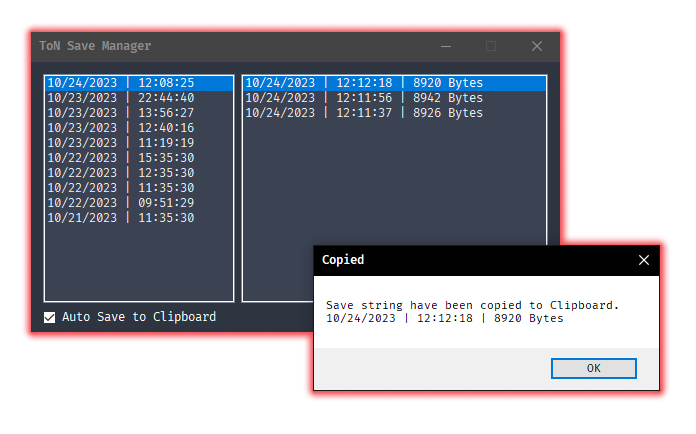 ToN Save Manager
10/24/2023 | 12:08:25
10/23/2023 | 22:44:40
10/23/2023 | 13:56:27
10/23/2023 | 12:40:16
10/23/2023 | 11:19:19
10/22/2023 | 15:35:30
10/22/2023 | 12:35:30
10/22/2023 | 11:35:30
10/22/2023 | 09:51:29
10/21/2023 | 11:35:30
10/24/2023 | 12:12:18 | 8920 Bytes
10/24/2023 | 12:11:56 | 8942 Bytes
10/24/2023 | 12:11:37 | 8926 Bytes
Auto Save to Clipboard
Copied
Save string have been copied to Clipboard.
10/24/2023 | 12:12:18 | 8920 Bytes
OK